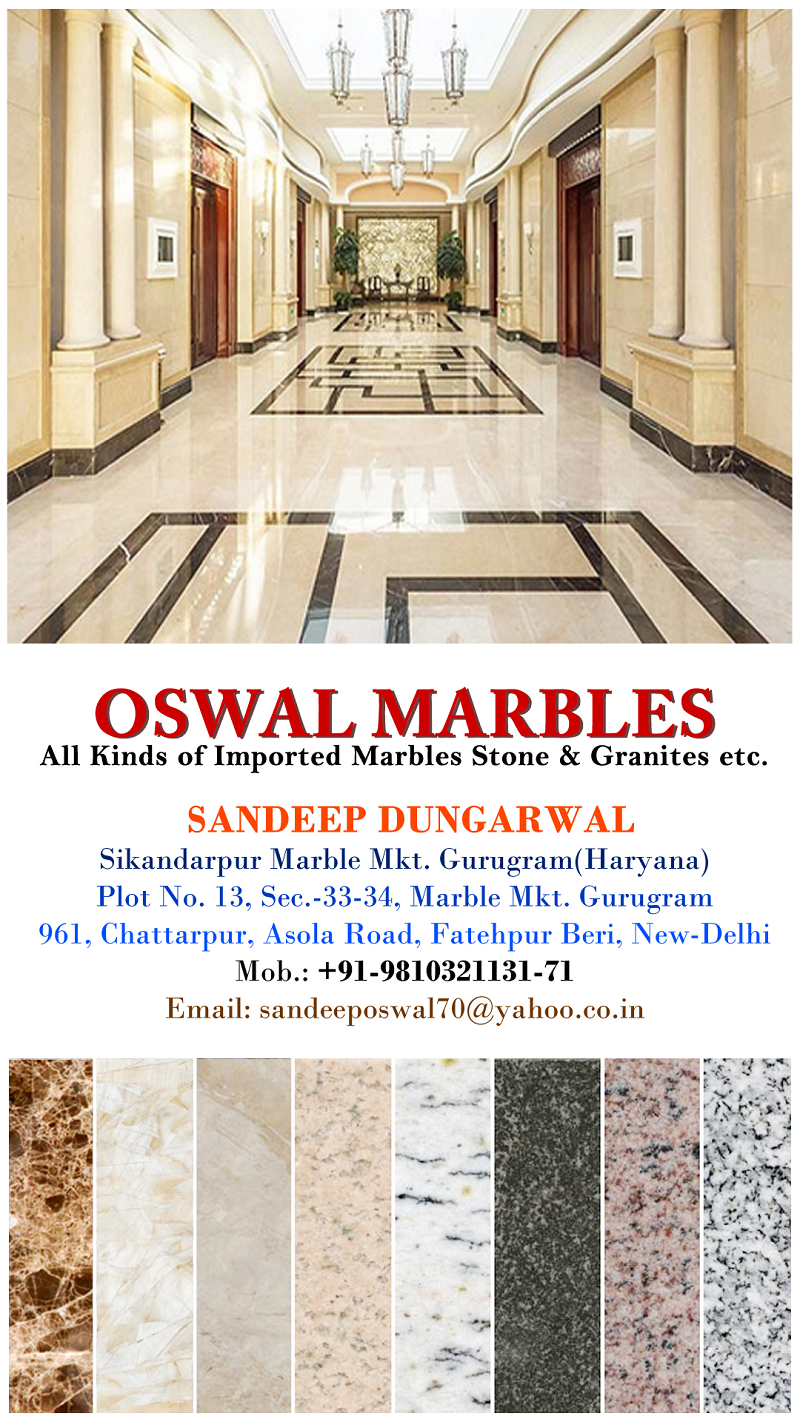 OSWAL MARBLES
All Kinds of Imported Marbles Stone & Granites etc.
SANDEEP DUNGARWAL
Sikandarpur Marble Mkt. Gurugram(Haryana)
Plot No. 13, Sec.-33-34, Marble Mkt. Gurugram
961, Chattarpur, Asola Road, Fatehpur Beri, New-Delhi
Mob.: +91-9810321131-71
Email: sandeeposwal70@yahoo.co.in